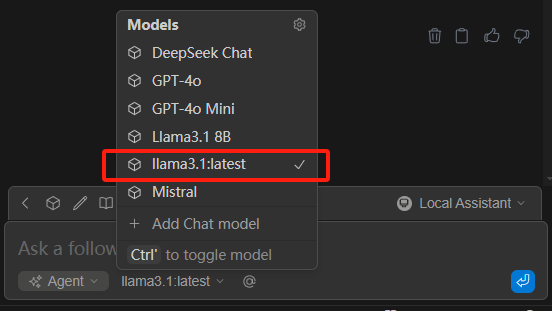 Models
DeepSeek Chat
GPT-4o
GPT-4o Mini
Llama3.1 8B
llama3.1:latest
Mistral
+ Add Chat model
Ctrl' to toggle model
Local Assistant
Ask a follow
Agent
llama3.1:latest
@